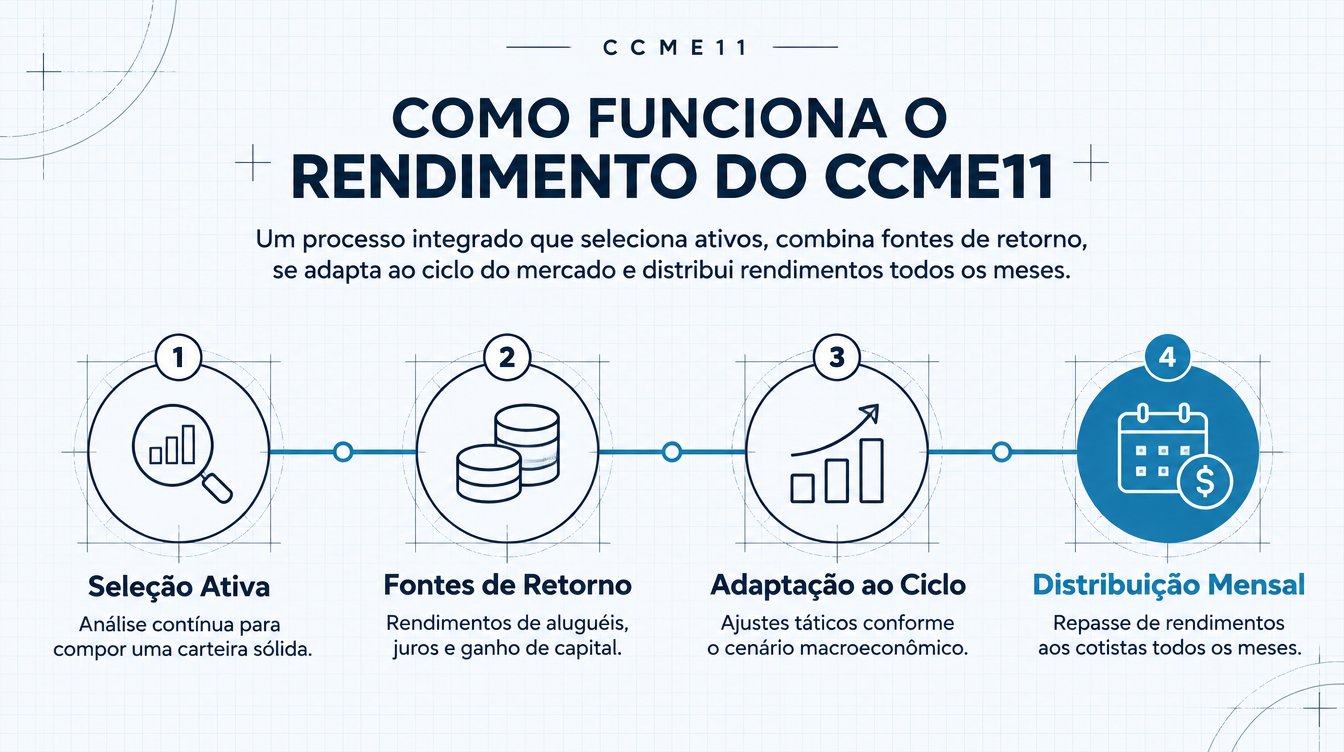 CCME11
COMO FUNCIONA O
RENDIMENTO DO CCME11
Um processo integrado que seleciona ativos, combina fontes de retorno,
se adapta ao ciclo do mercado e distribui rendimentos todos os meses.
1
2
3
4
$
Seleção Ativa
Análise contínua para
compor uma carteira sólida.
Fontes de Retorno
Rendimentos de aluguéis,
juros e ganho de capital.
Adaptação ao Ciclo
Ajustes táticos conforme
o cenário macroeconômico.
Distribuição Mensal
Repasse de rendimentos
aos cotistas todos os meses.